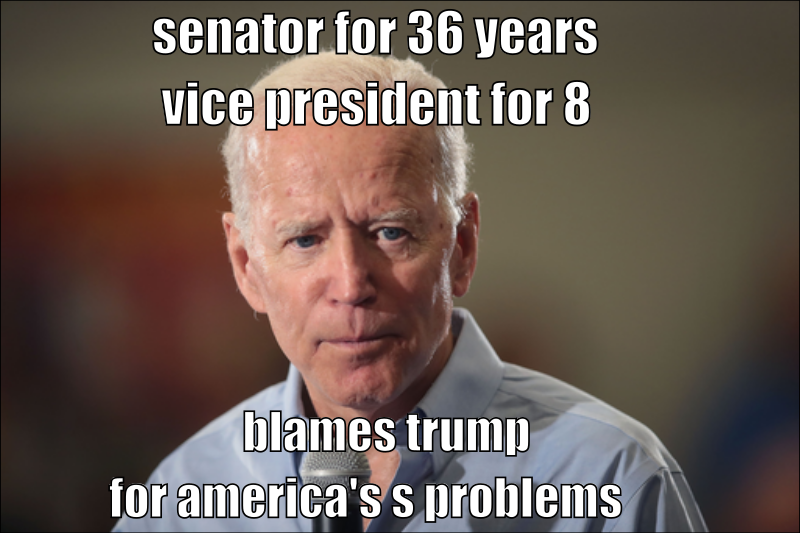 senator for 36 years
vice president for 8
blames trump
for america's s problems